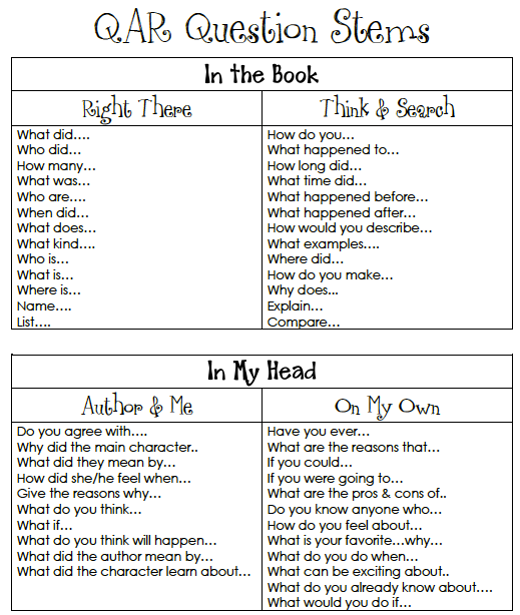 QAR Question Stems
In the Book
Right There
What did....
Who did...
How many...
What was...
Who are....
When did...
What does...
What kind....
Who is...
What is...
Where is...
Name....
List....
Think & Search
How do you...
What happened to...
How long did...
What time did...
What happened before...
What happened after...
How would you describe...
What examples....
Where did...
How do you make...
Why does...
Explain...
Compare...
In My Head
Author & Me
Do you agree with....
Why did the main character..
What did they mean by...
How did she/he feel when...
Give the reasons why...
What do you think...
What if...
What do you think will happen...
What did the author mean by...
What did the character learn about...
On My Own
Have you ever...
What are the reasons that...
If you could...
If you were going to...
What are the pros & cons of..
Do you know anyone who...
How do you feel about...
What is your favorite...why...
What do you do when...
What can be exciting about..
What do you already know about....
What would you do if...